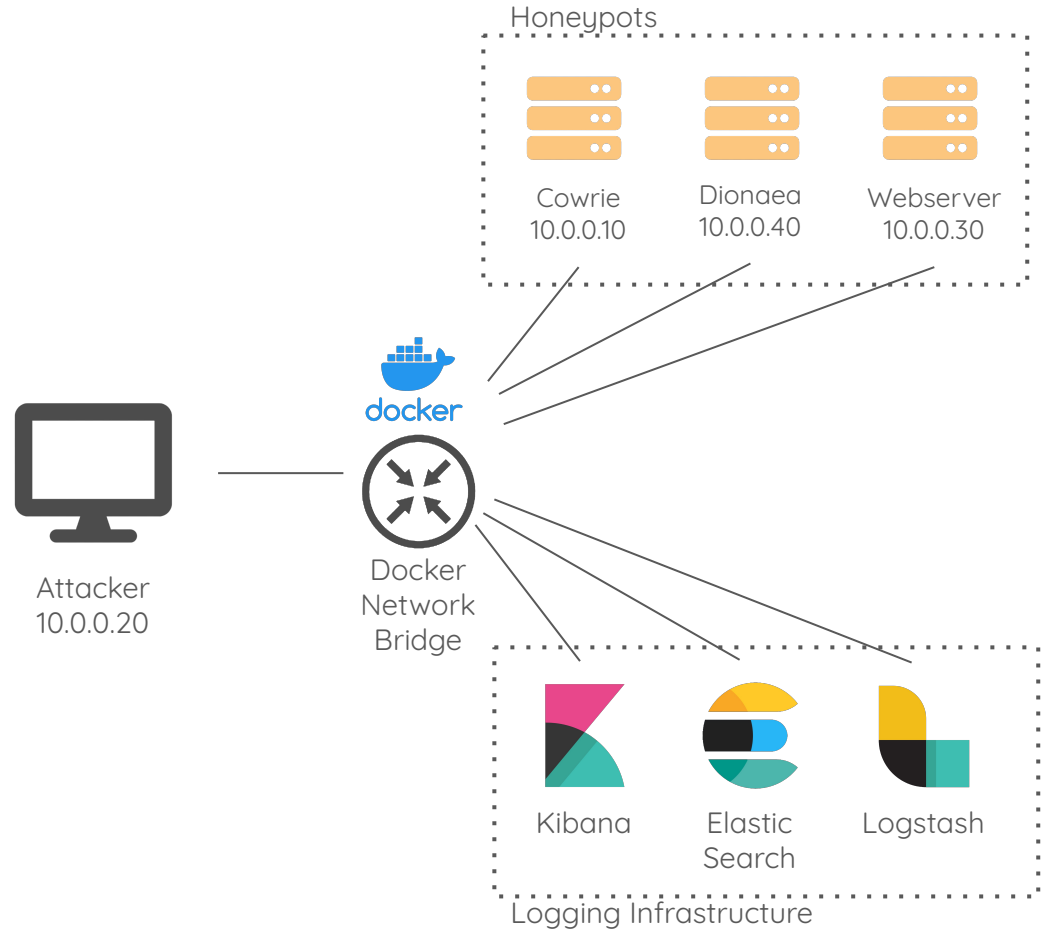 Honeypots
Cowrie
10.0.0.10
Dionaea
10.0.0.40
Webserver
10.0.0.30
docker
Attacker
10.0.0.20
Docker
Network
Bridge
Kibana
Elastic
Search
Logstash
Logging Infrastructure